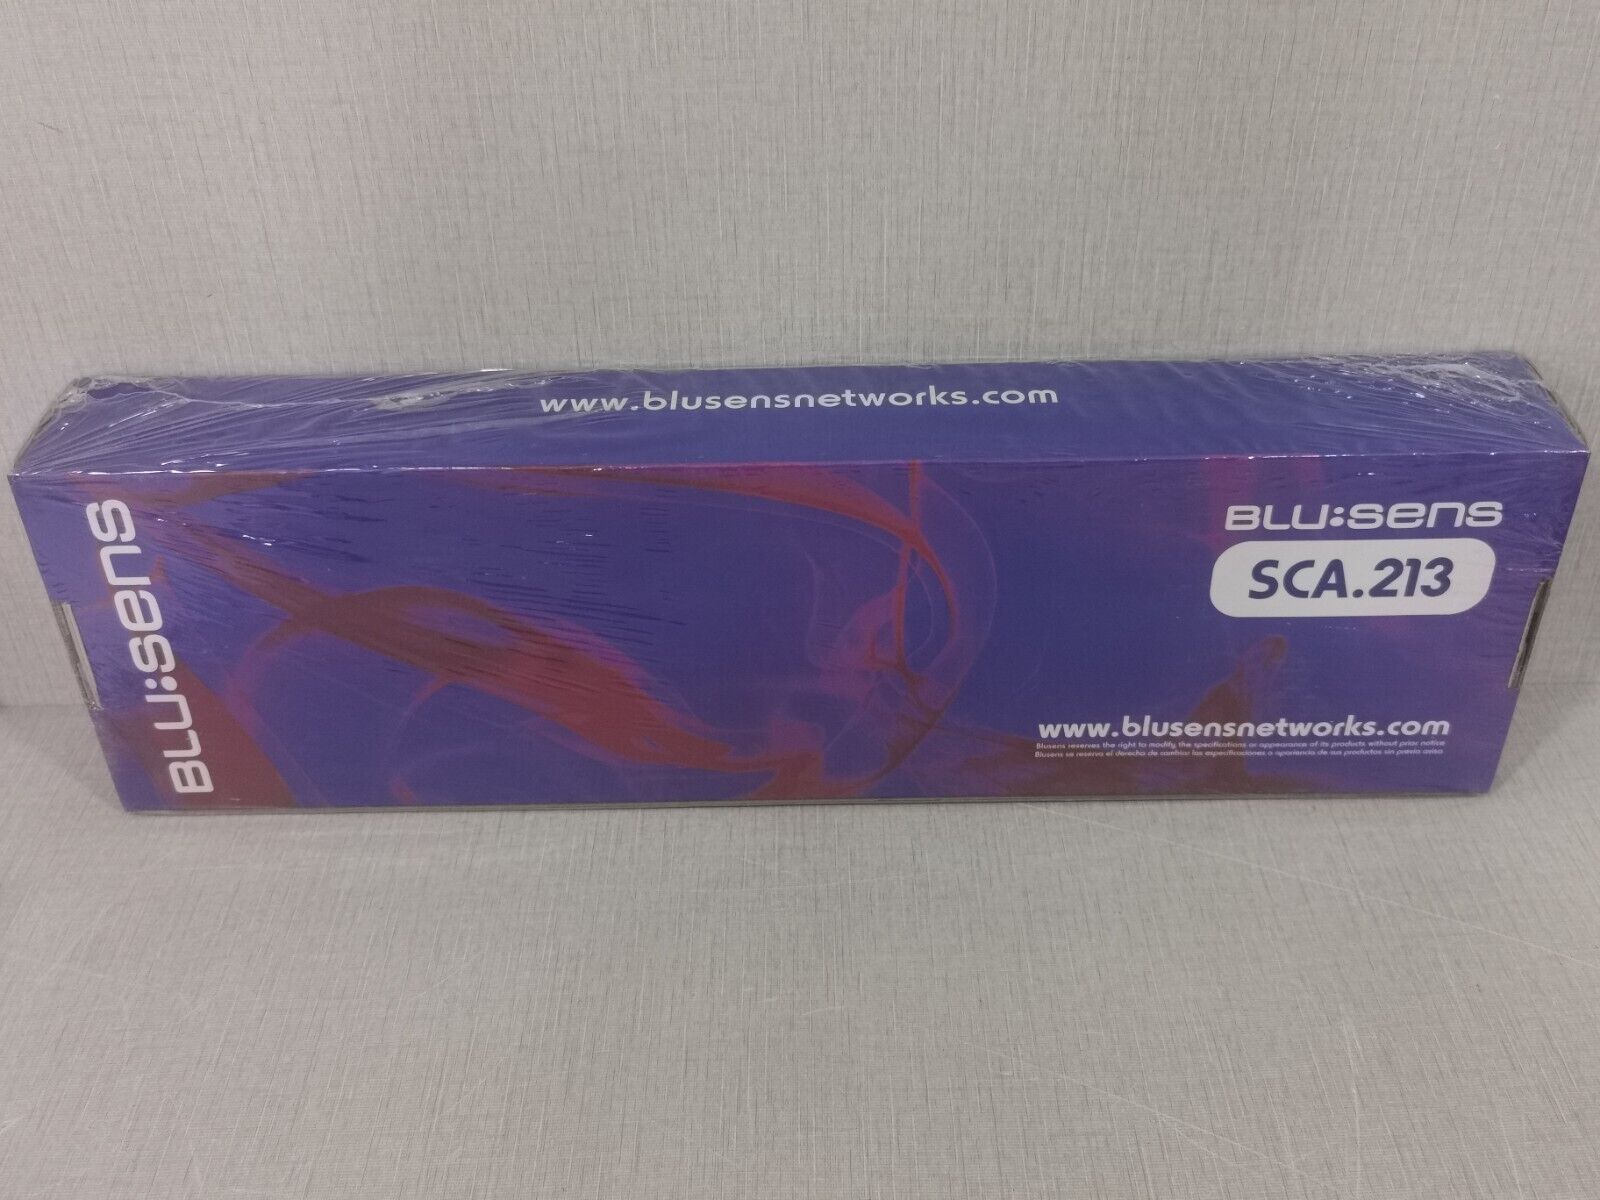 www.blusensnetworks.com
BLU:sens
BLU:sens
SCA.213
www.blusensnetworks.com
Blusens reserves the right to modify the specifications or appearance of its products without prior notice
Blusens se reserva el derecho de cambiar las especificaciones o apariencia de sus productos sin previo aviso